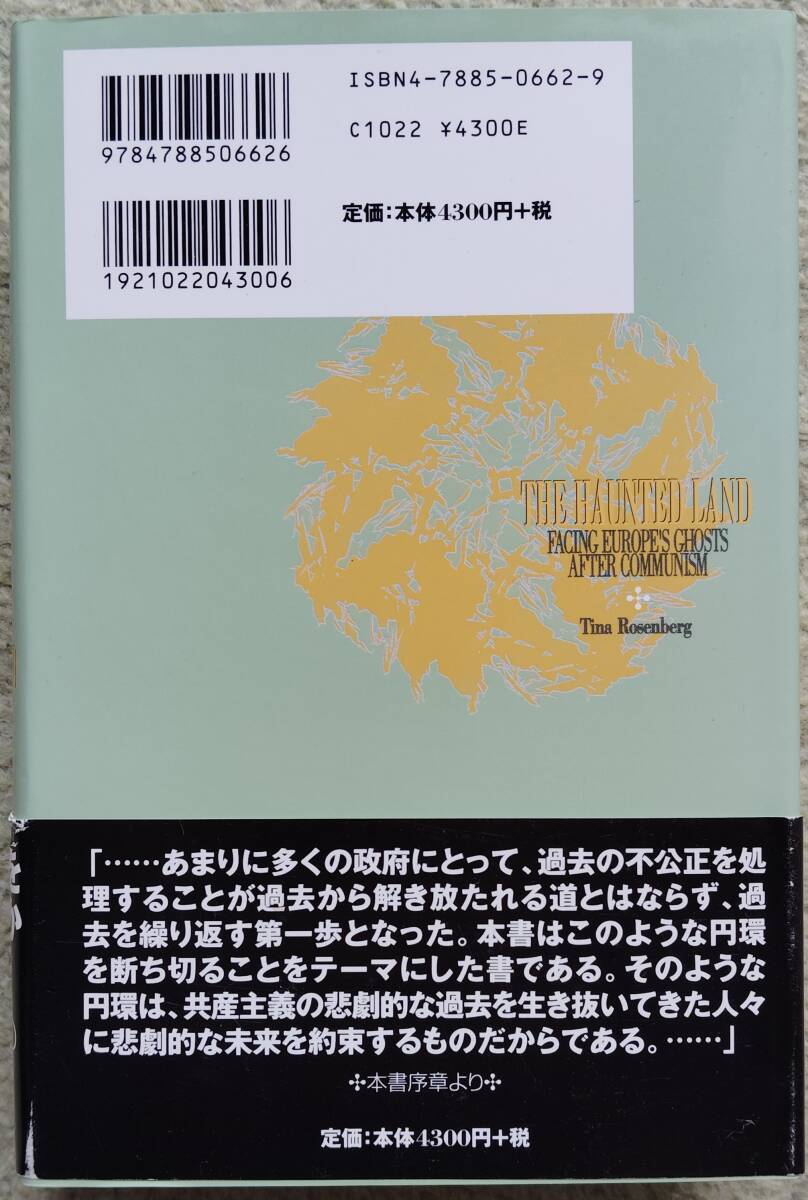 ISBN4-7885-0662-9
C1022 ¥4300E
9784788506626
定価：本体4300円+税
1921022043006
THE HAUNTED LAND
FACING EUROPE'S GHOSTS
AFTER COMMUNISM
Tina Rosenberg
「……あまりに多くの政府にとって、過去の不公正を処
理することが過去から解き放たれる道とはならず、過
去を繰り返す第一歩となった。本書はこのような円環
を断ち切ることをテーマにした書である。そのような
円環は、共産主義の悲劇的な過去を生き抜いてきた人々
に悲劇的な未来を約束するものだからである。……」
✣本書序章より✣
定価：本体4300円+税